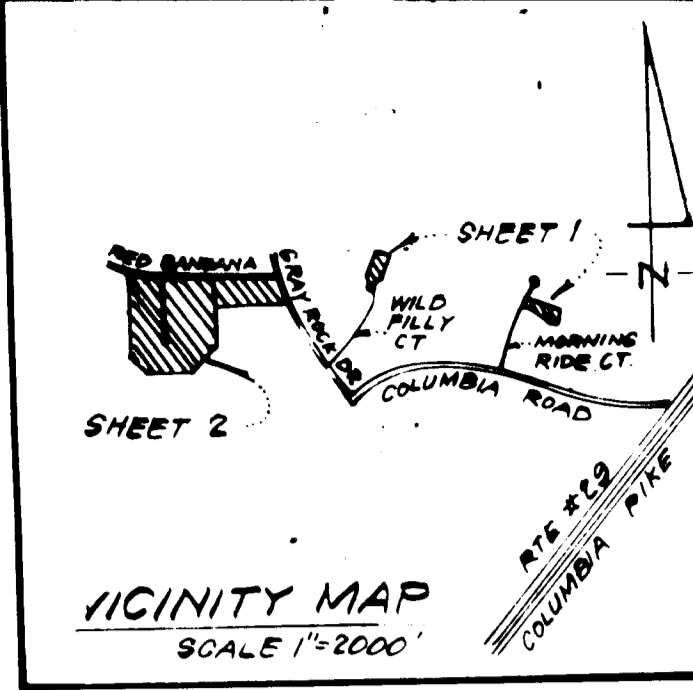 RED BANDANA
GRAY ROCK DR
SHEET 1
WILD
FILLY
CT
MORNING
RIDE CT.
N
COLUMBIA ROAD
SHEET 2
RTE #29
COLUMBIA PIKE
VICINITY MAP
SCALE 1"=2000'